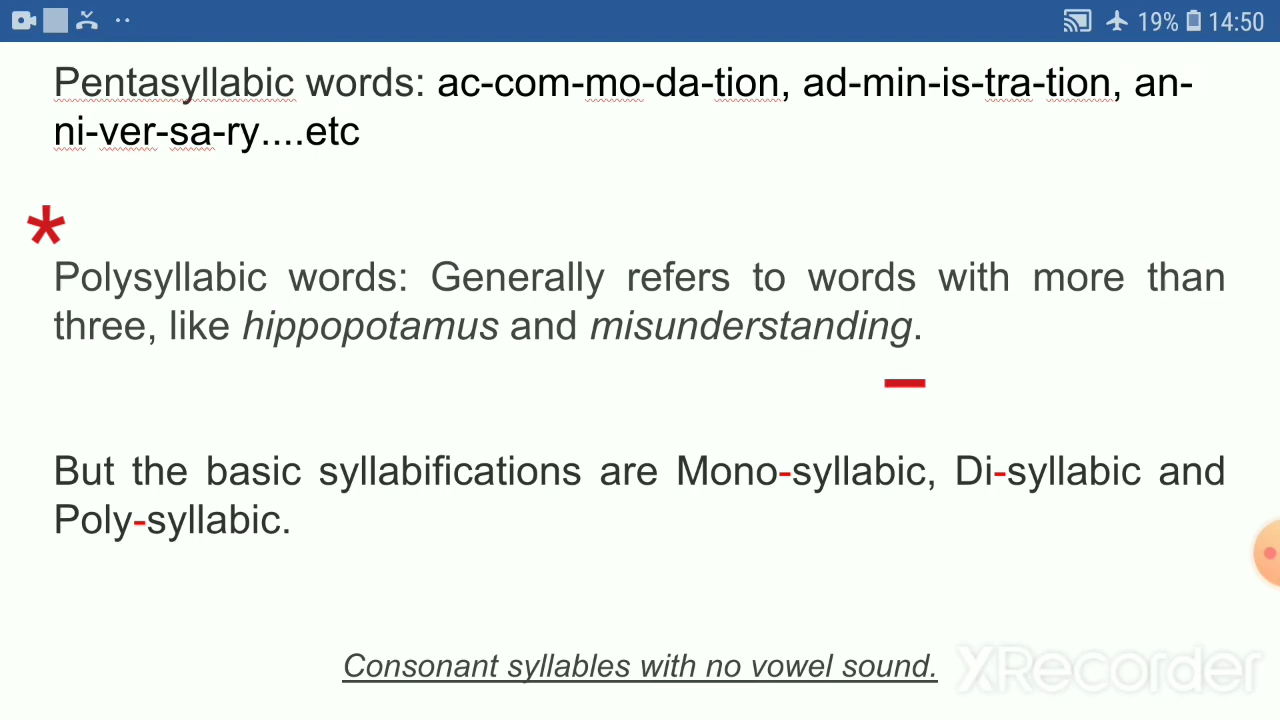 19% 14:50
Pentasyllabic words: ac-com-mo-da-tion, ad-min-is-tra-tion, an-
ni-ver-sa-ry....etc
*
Polysyllabic words: Generally refers to words with more than
three, like hippopotamus and misunderstanding.
But the basic syllabifications are Mono-syllabic, Di-syllabic and
Poly-syllabic.
Consonant syllables with no vowel sound.
XRecorder